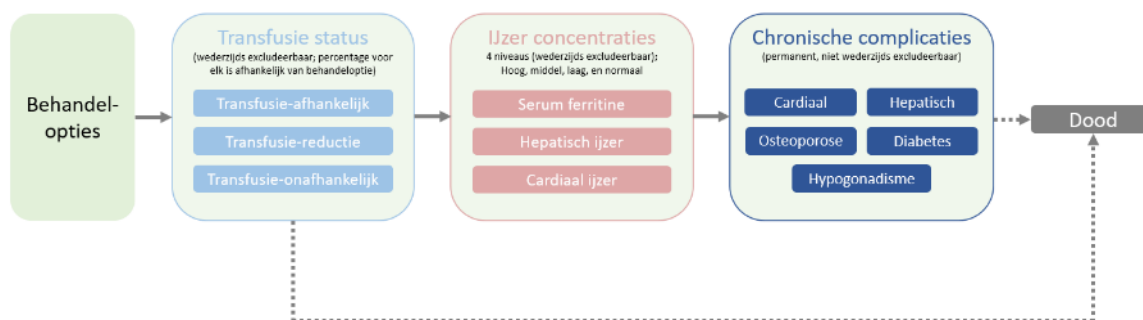 Behandel-
opties
Transfusie status
(wederzijds excludeerbaar; percentage voor
elk is afhankelijk van behandeloptie)
Transfusie-afhankelijk
Transfusie-reductie
Transfusie-onafhankelijk
IJzer concentraties
4 niveaus (wederzijds excludeerbaar);
Hoog, middel, laag, en normaal
Serum ferritine
Hepatisch ijzer
Cardiaal ijzer
Chronische complicaties
(permanent, niet wederzijds excludeerbaar)
Cardiaal
Hepatisch
Osteoporose
Diabetes
Hypogonadisme
Dood